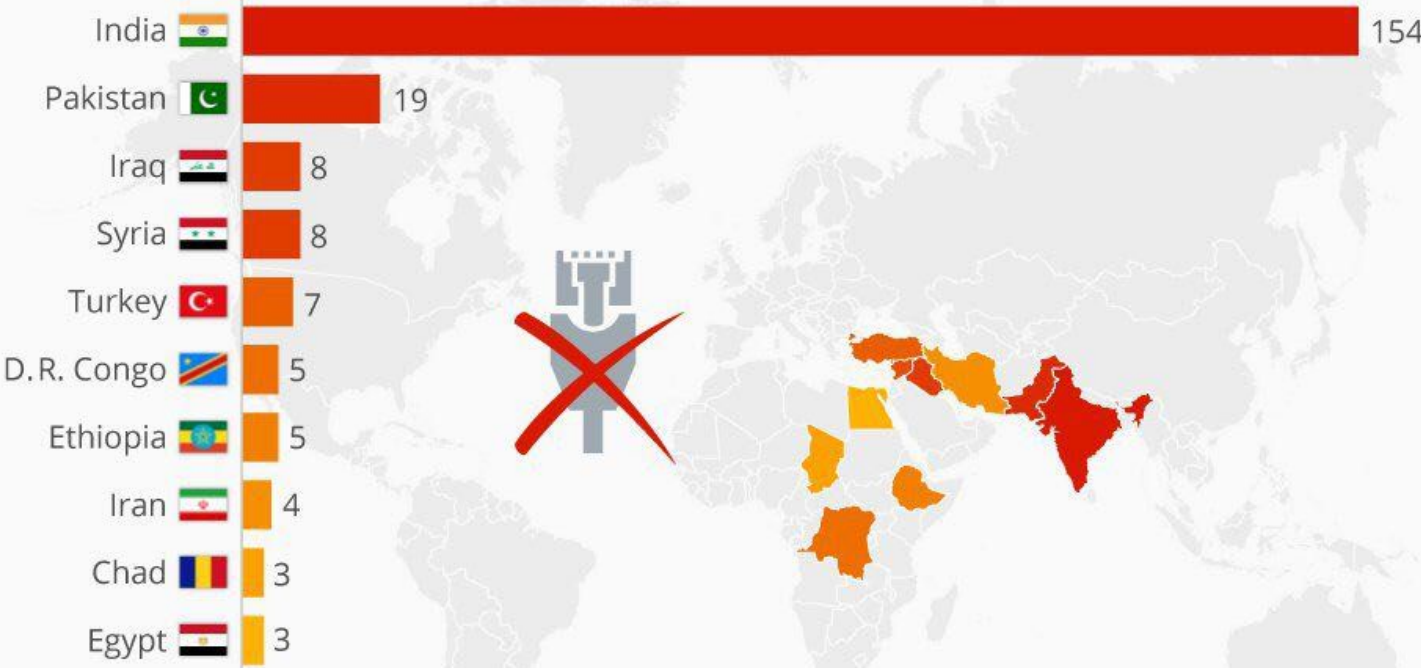 India 154
Pakistan 19
Iraq 8
Syria 8
Turkey 7
D.R. Congo 5
Ethiopia 5
Iran 4
Chad 3
Egypt 3